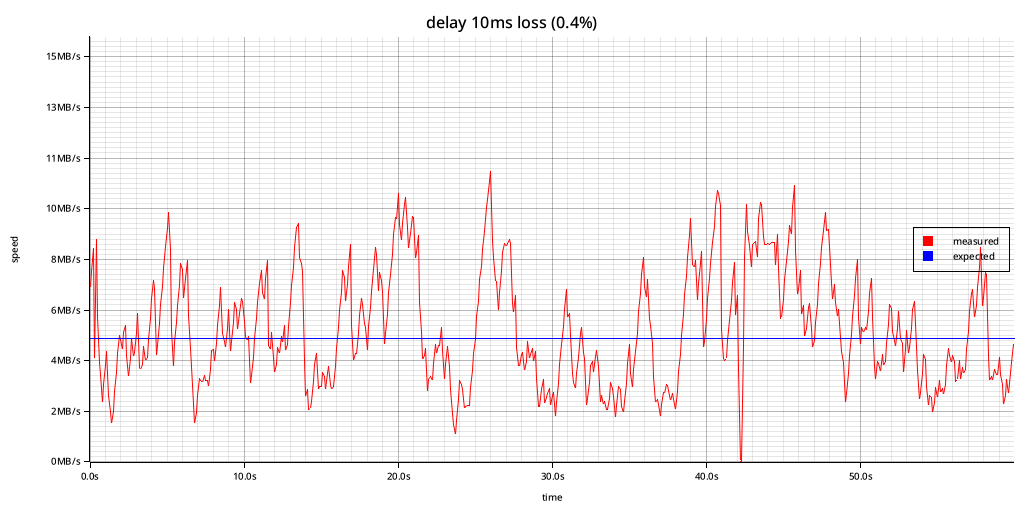 delay 10ms loss (0.4%)
speed
15MB/s
13MB/s
11MB/s
10MB/s
8MB/s
6MB/s
4MB/s
2MB/s
0MB/s
measured
expected
0.0s
10.0s
20.0s
30.0s
40.0s
50.0s
time